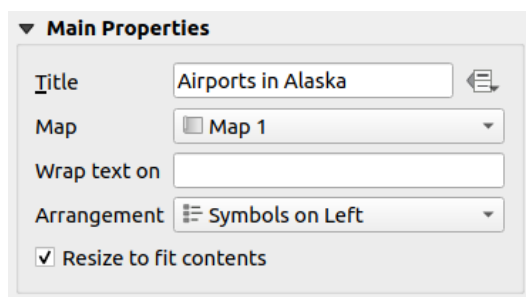 Main Properties
Title Airports in Alaska
Map Map 1
Wrap text on
Arrangement Symbols on Left
Resize to fit contents